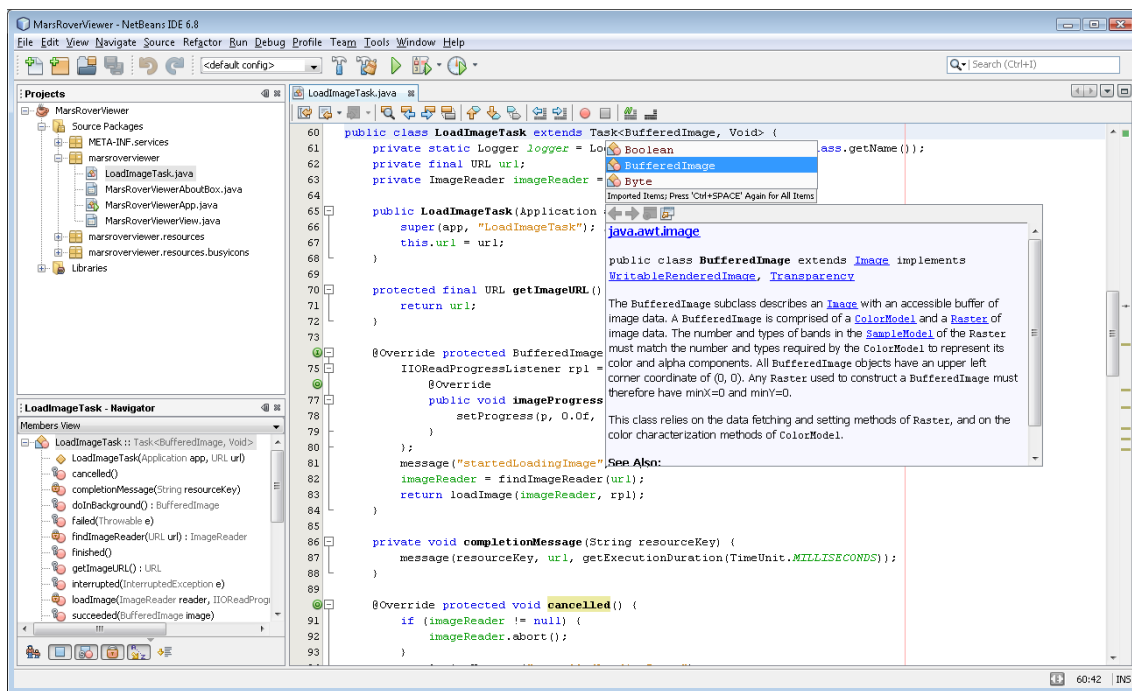 MarsRoverViewer - NetBeans IDE 6.8
File Edit View Navigate Source Refactor Run Debug Profile Team Tools Window Help
<default config>
Search (Ctrl+I)
Projects
MarsRoverViewer
Source Packages
META-INF.services
marsroverviewer
LoadImageTask.java
MarsRoverViewerAboutBox.java
MarsRoverViewerApp.java
MarsRoverViewerView.java
marsroverviewer.resources
marsroverviewer.resources.busyicons
Libraries
LoadImageTask - Navigator
Members View
LoadImageTask :: Task<BufferedImage, Void>
LoadImageTask(Application app, URL url)
cancelled()
completionMessage(String resourceKey)
doInBackground() : BufferedImage
failed(Throwable e)
findImageReader(URL url) : ImageReader
finished()
getImageURL() : URL
interrupted(InterruptedException e)
loadImage(ImageReader reader, IIOReadProgr
succeeded(BufferedImage image)
LoadImageTask.java
60 public class LoadImageTask extends Task<BufferedImage, Void> {
61 private static Logger logger = Lo lass.getName());
62 private final URL url;
63 private ImageReader imageReader =
64
65 public LoadImageTask(Application
66 super(app, "LoadImageTask");
67 this.url = url;
68 }
69
70 protected final URL getImageURL()
71 return url;
72 }
73
@Override protected BufferedImage
75 IIOReadProgressListener rpl =
@Override
77 public void imageProgress
78 setProgress(p, 0.0f,
79 }
80 );
81 message("startedLoadingImage"
82 imageReader = findImageReader(url);
83 return loadImage(imageReader, rpl);
84 }
85
86 private void completionMessage(String resourceKey) {
87 message(resourceKey, url, getExecutionDuration(TimeUnit.MILLISECONDS));
88 }
89
@Override protected void cancelled() {
91 if (imageReader != null) {
92 imageReader.abort();
93 }
Boolean
BufferedImage
Byte
Imported Items; Press 'Ctrl+SPACE' Again for All Items
java.awt.image
public class BufferedImage extends Image implements
WritableRenderedImage, Transparency
The BufferedImage subclass describes an Image with an accessible buffer of
image data. A BufferedImage is comprised of a ColorModel and a Raster of
image data. The number and types of bands in the SampleModel of the Raster
must match the number and types required by the ColorModel to represent its
color and alpha components. All BufferedImage objects have an upper left
corner coordinate of (0, 0). Any Raster used to construct a BufferedImage must
therefore have minX=0 and minY=0.
This class relies on the data fetching and setting methods of Raster, and on the
color characterization methods of ColorModel.
See Also:
60:42 INS